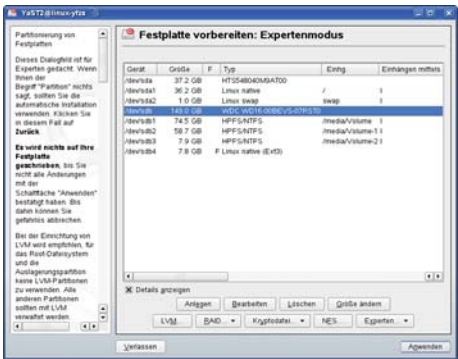 YaST2@linux-yfzs
Partitionierung von
Festplatten
Dieses Dialogfeld ist für
Experten gedacht. Wenn
Ihnen der
Begriff "Partition" nichts
sagt, sollten Sie die
automatische Installation
verwenden. Klicken Sie
in diesem Fall auf
Zurück.
Es wird nichts auf Ihre
Festplatte
geschrieben, bis Sie
nicht alle Änderungen
mit der
Schaltfläche "Anwenden"
bestätigt haben. Bis
dahin können Sie
gefahrlos abbrechen.
Bei der Einrichtung von
LVM wird empfohlen, für
das Root-Dateisystem
und die
Auslagerungspartition
keine LVM-Partitionen
zu verwenden. Alle
anderen Partitionen
sollten mit LVM
verwaltet werden.
Festplatte vorbereiten: Expertenmodus
Gerät Größe F Typ Einhg. Einhängen mittels
/dev/sda 37.2 GB HTS548040M9AT00
/dev/sda1 36.2 GB Linux native / I
/dev/sda2 1.0 GB Linux swap swap I
/dev/sdb 149.0 GB
/dev/sdb1 74.5 GB HPFS/NTFS /media/Volume I
/dev/sdb2 58.7 GB HPFS/NTFS /media/Volume-1 I
/dev/sdb3 7.9 GB HPFS/NTFS /media/Volume-2 I
/dev/sdb4 7.8 GB F Linux native (Ext3)
Details anzeigen
Anlegen Bearbeiten Löschen Größe ändern
LVM... RAID... Kryptodatei... Experten...
Verlassen Anwenden